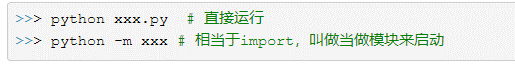 >>> python xxx.py  # 直接运行
>>> python -m xxx # 相当于import，叫做当做模块来启动